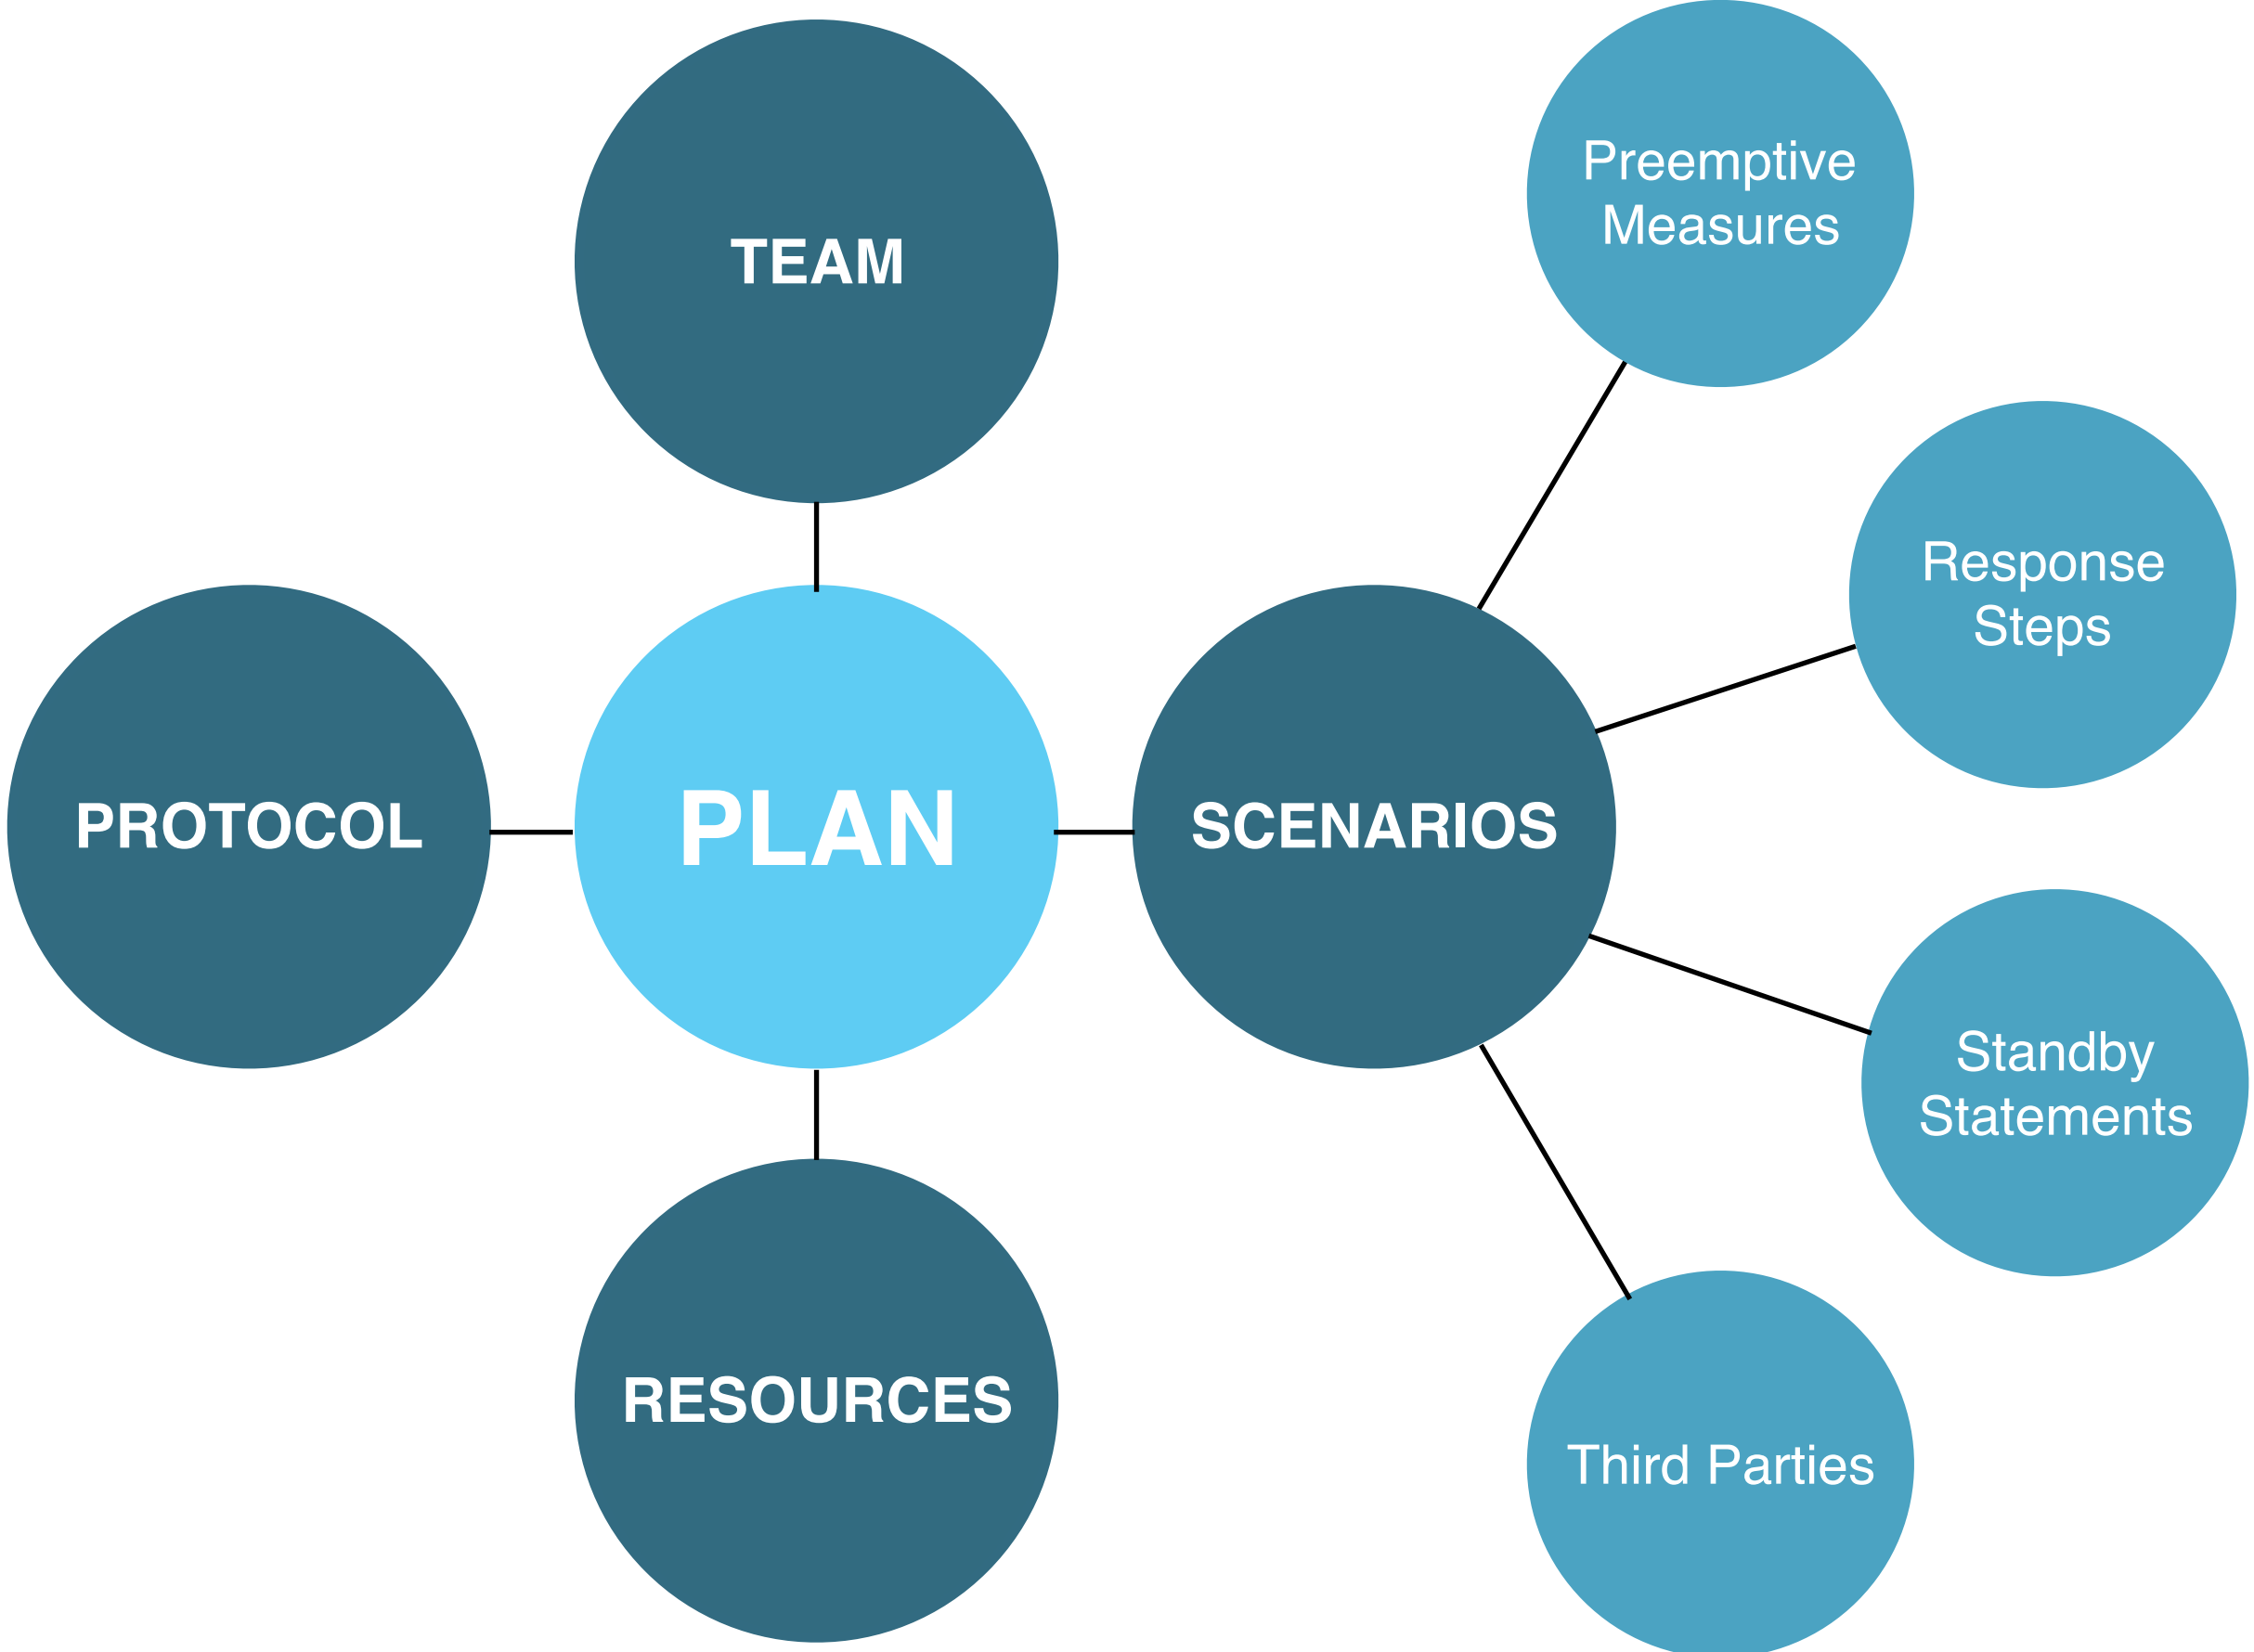 TEAM
Preemptive
Measures
Response
Steps
PROTOCOL
PLAN
SCENARIOS
Standby
Statements
RESOURCES
Third Parties